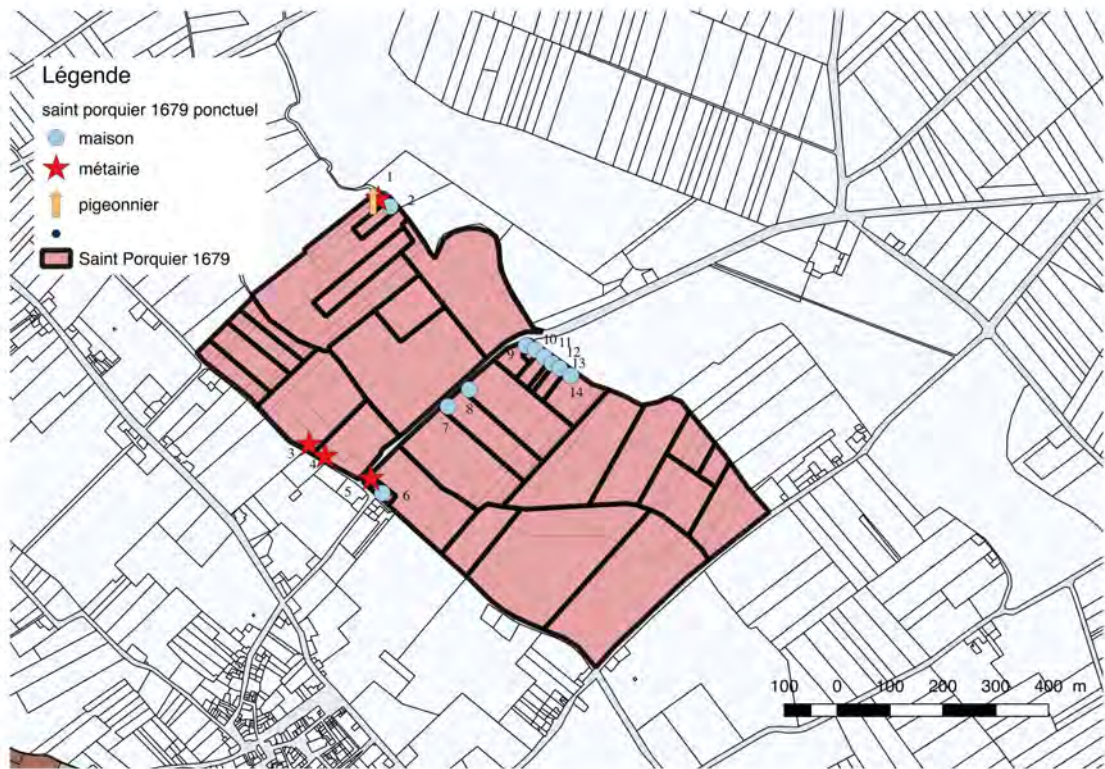 Légende
saint porquier 1679 ponctuel
maison
métairie
pigeonnier
Saint Porquier 1679
1
2
10
11
9
12
13
14
8
7
3
4
5
6
100 0 100 200 300 400 m